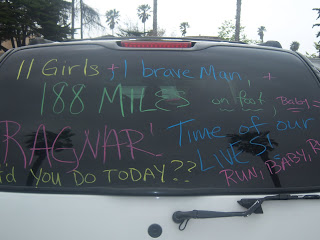 11 Girls + 1 brave Man, +
188 MILES on foot, Baby =
RAGNAR! Time of our
LIVES!
id YOU DO TODAY?? RUN, BABY, R